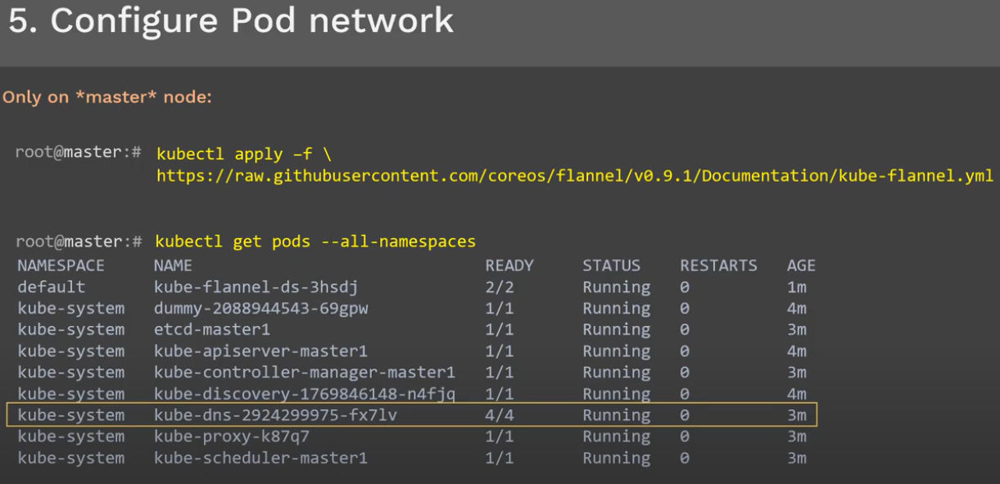 5. Configure Pod network
Only on *master* node:
root@master:# kubectl apply –f \
https://raw.githubusercontent.com/coreos/flannel/v0.9.1/Documentation/kube-flannel.yml
root@master:# kubectl get pods --all-namespaces
NAMESPACE NAME READY STATUS RESTARTS AGE
default kube-flannel-ds-3hsdj 2/2 Running 0 1m
kube-system dummy-2088944543-69gpw 1/1 Running 0 4m
kube-system etcd-master1 1/1 Running 0 3m
kube-system kube-apiserver-master1 1/1 Running 0 4m
kube-system kube-controller-manager-master1 1/1 Running 0 3m
kube-system kube-discovery-1769846148-n4fjq 1/1 Running 0 4m
kube-system kube-dns-2924299975-fx7lv 4/4 Running 0 3m
kube-system kube-proxy-k87q7 1/1 Running 0 3m
kube-system kube-scheduler-master1 1/1 Running 0 3m